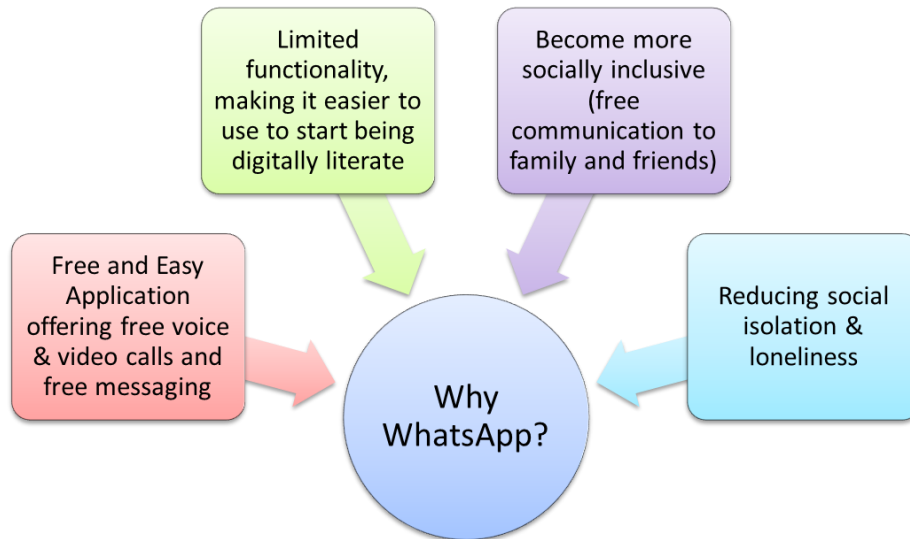 Free and Easy
Application
offering free voice
& video calls and
free messaging
Limited
functionality,
making it easier to
use to start being
digitally literate
Become more
socially inclusive
(free
communication to
family and friends)
Reducing social
isolation &
loneliness
Why
WhatsApp?